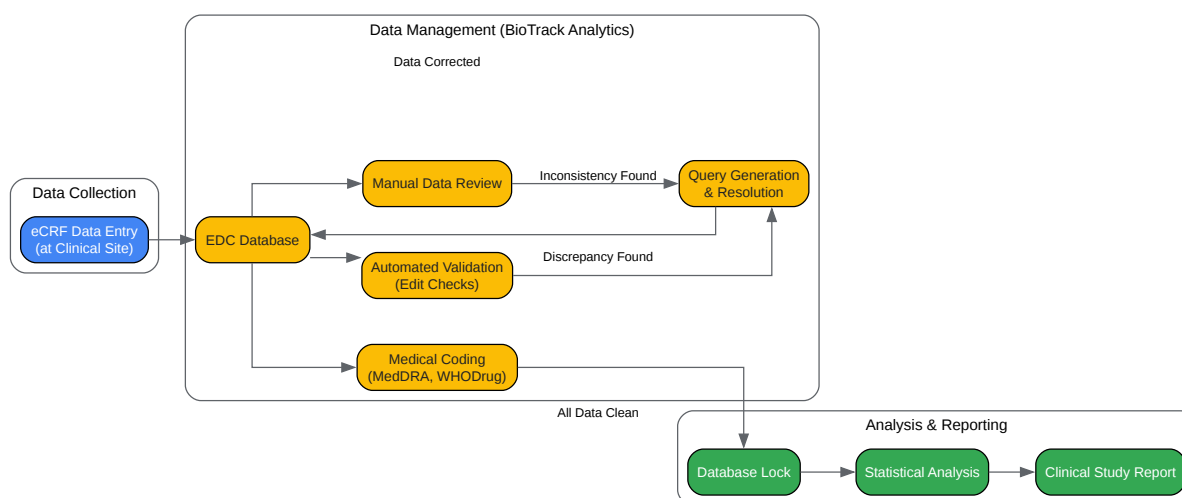 Data Management (BioTrack Analytics)
Data Corrected
Manual Data Review
Inconsistency Found
Query Generation
& Resolution
Data Collection
eCRF Data Entry
(at Clinical Site)
EDC Database
Automated Validation
(Edit Checks)
Discrepancy Found
Medical Coding
(MedDRA, WHODrug)
All Data Clean
Analysis & Reporting
Database Lock
Statistical Analysis
Clinical Study Report